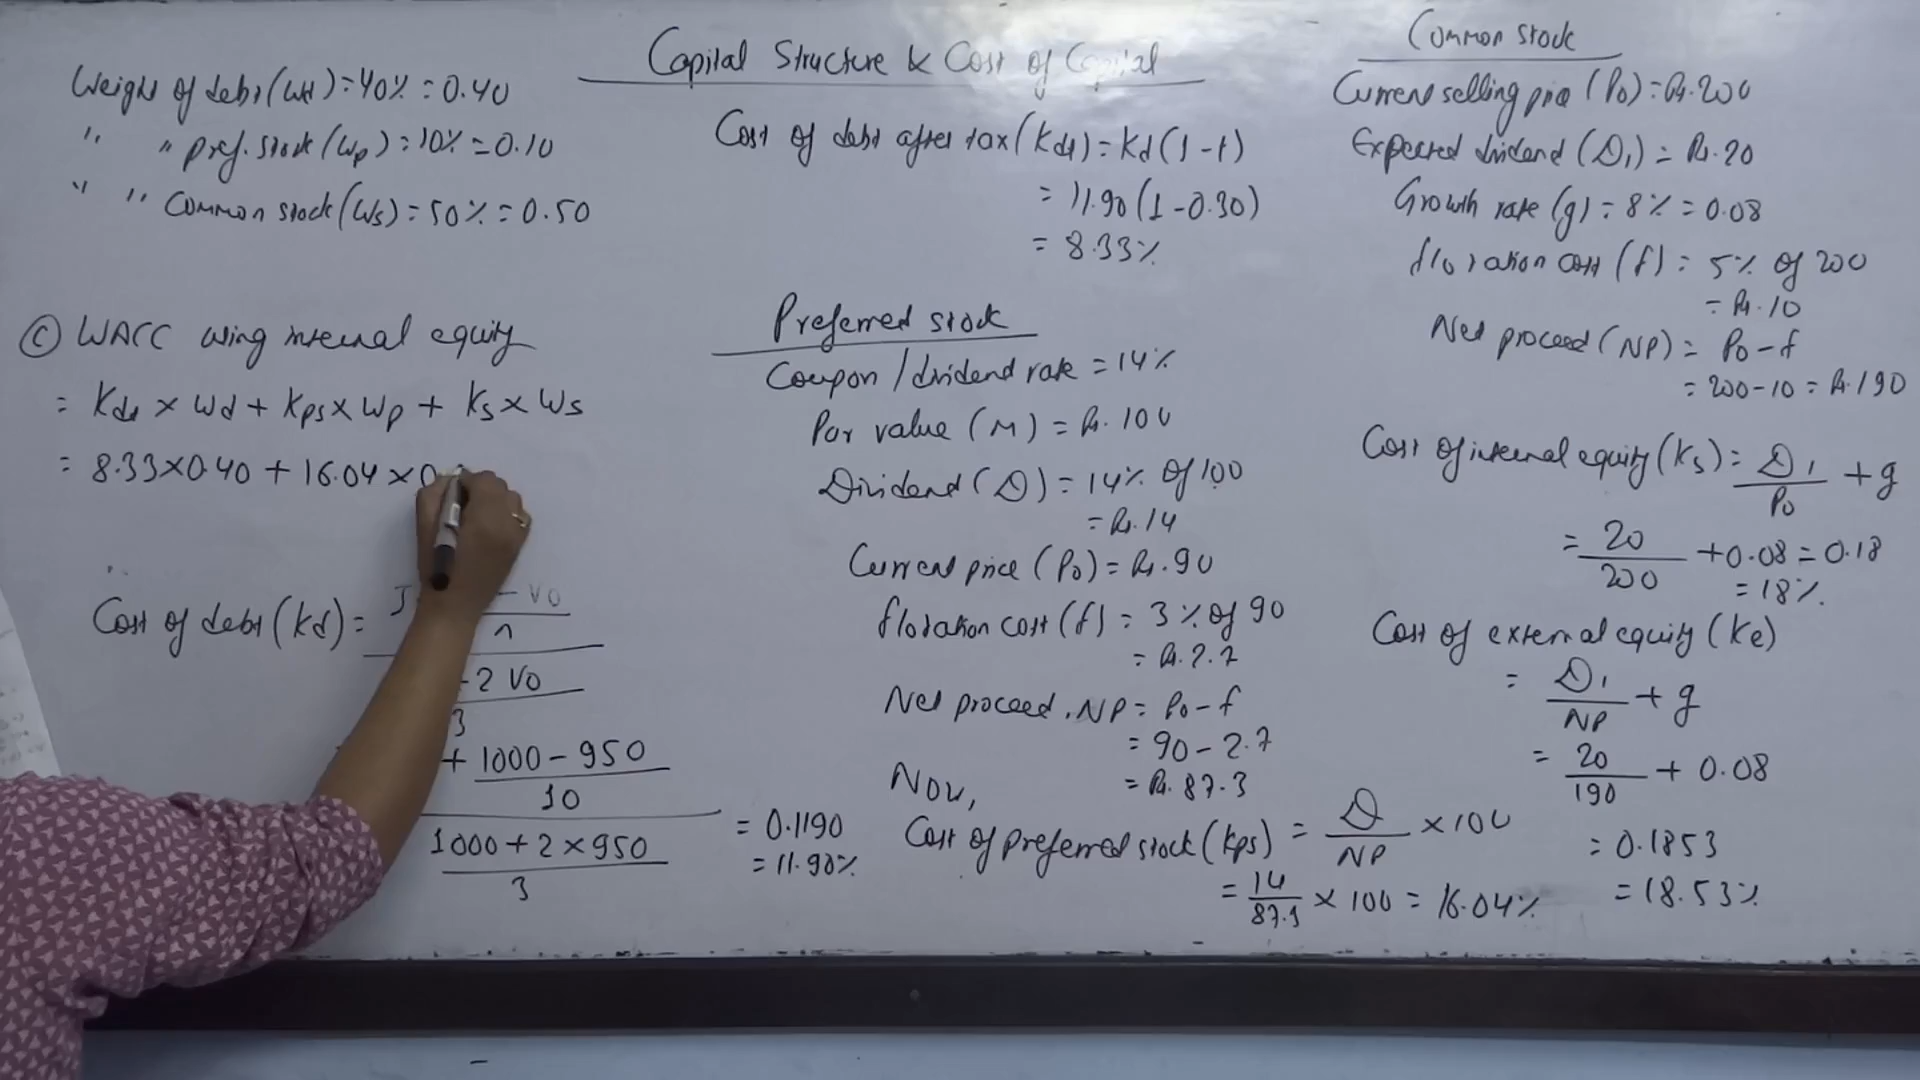 Capital Structure & Cost of Capital
Weight of debt (Wd) = 40% = 0.40
" " pref. stock (Wp) = 10% = 0.10
" " Common stock (Ws) = 50% = 0.50
(c) WACC using internal equity
= Kdt × Wd + Kps × Wp + Ks × Ws
= 8.33×0.40 + 16.04 × 0.
Cost of debt (Kd) =
- V0
n
2 V0
3
+ 1000 - 950
10
1000 + 2 × 950
3
= 0.1190
= 11.90%
Cost of debt after tax (Kdt) = Kd (1 - t)
= 11.90 (1 - 0.30)
= 8.33%
Preferred stock
Coupon / dividend rate = 14%
Par value (M) = Rs. 100
Dividend (D) = 14% of 100
= Rs. 14
Current price (P0) = Rs. 90
flotation cost (f) = 3% of 90
= Rs. 2.7
Net proceed, NP = P0 - f
= 90 - 2.7
= Rs. 87.3
Now,
Cost of preferred stock (Kps) = D / NP × 100
= 14 / 87.3 × 100 = 16.04%
Common stock
Current selling price (P0) = Rs. 200
Expected dividend (D1) = Rs. 20
Growth rate (g) = 8% = 0.08
flotation cost (f) = 5% of 200
= Rs. 10
Net proceed (NP) = P0 - f
= 200 - 10 = Rs. 190
Cost of internal equity (Ks) = D1 / P0 + g
= 20 / 200 + 0.08 = 0.18
= 18%
Cost of external equity (Ke)
= D1 / NP + g
= 20 / 190 + 0.08
= 0.1853
= 18.53%